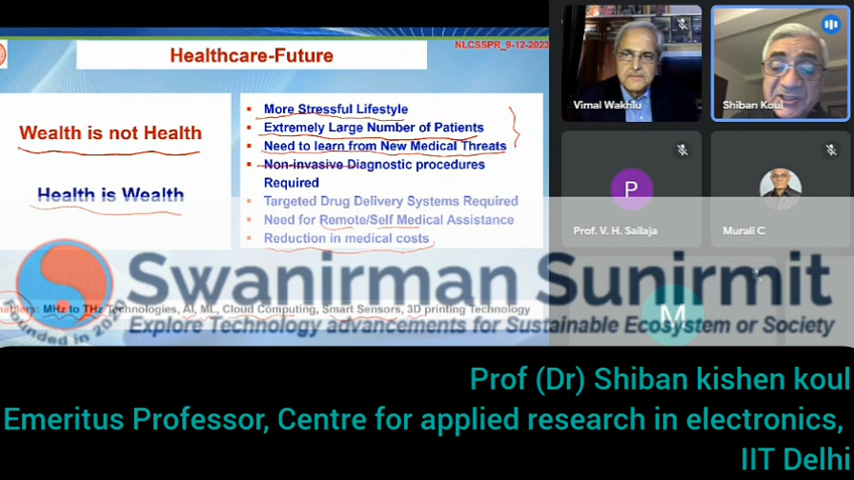 Healthcare-Future
NLCSSPR_9-12-2023
Wealth is not Health
Health is Wealth
More Stressful Lifestyle
Extremely Large Number of Patients
Need to learn from New Medical Threats
Non-invasive Diagnostic procedures
Required
Targeted Drug Delivery Systems Required
Need for Remote/Self Medical Assistance
Reduction in medical costs
MHz to THz Technologies, AI, ML, Cloud Computing, Smart Sensors, 3D printing Technology
Vimal Wakhlu
Shiban Koul
P
Prof. V. H. Sailaja
Murali C
M
Swanirman Sunirmit
Founded in 2020
Explore Technology advancements for Sustainable Ecosystem or Society
Prof (Dr) Shiban kishen koul
Emeritus Professor, Centre for applied research in electronics,
IIT Delhi